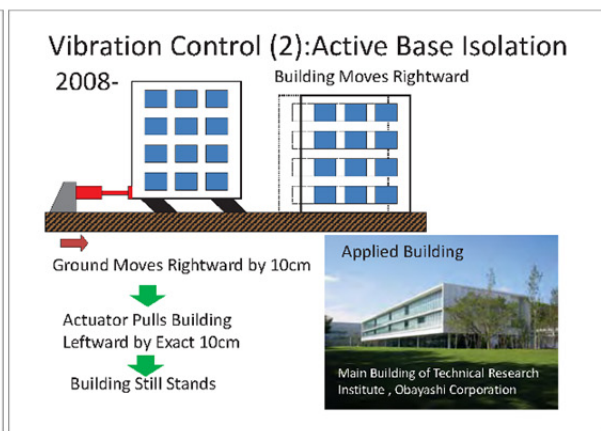 Vibration Control (2):Active Base Isolation
2008-
Building Moves Rightward
Ground Moves Rightward by 10cm
Actuator Pulls Building
Leftward by Exact 10cm
Building Still Stands
Applied Building
Main Building of Technical Research
Institute , Obayashi Corporation